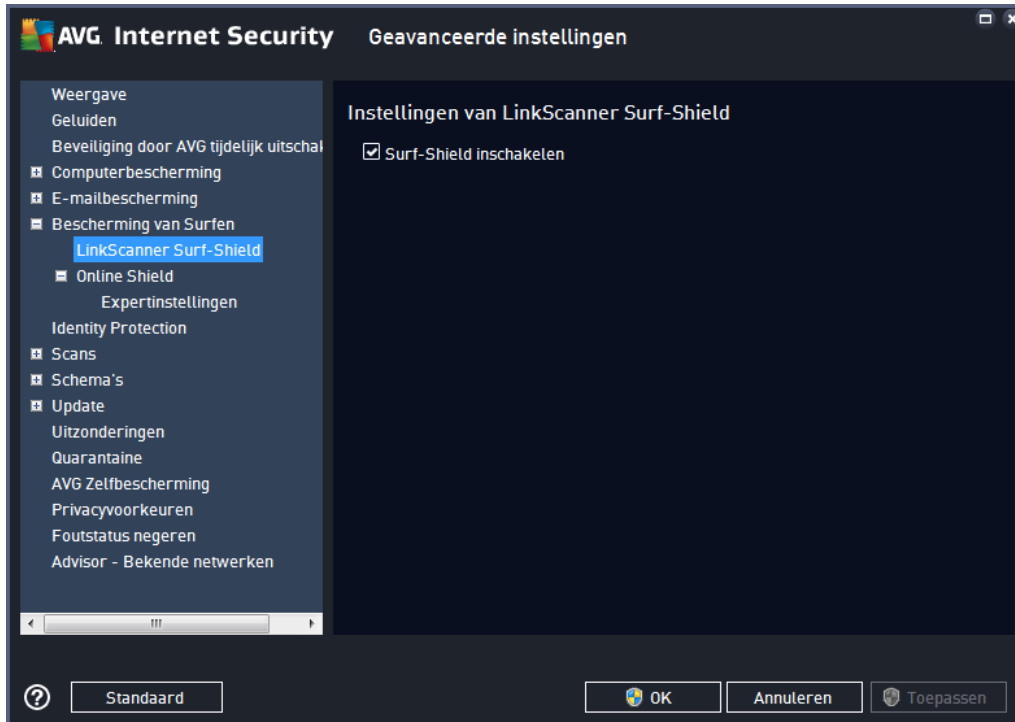 AVG Internet Security Geavanceerde instellingen
Weergave
Geluiden
Beveiliging door AVG tijdelijk uitschak
Computerbescherming
E-mailbescherming
Bescherming van Surfen
LinkScanner Surf-Shield
Online Shield
Expertinstellingen
Identity Protection
Scans
Schema's
Update
Uitzonderingen
Quarantaine
AVG Zelfbescherming
Privacyvoorkeuren
Foutstatus negeren
Advisor - Bekende netwerken
Instellingen van LinkScanner Surf-Shield
Surf-Shield inschakelen
? Standaard OK Annuleren Toepassen